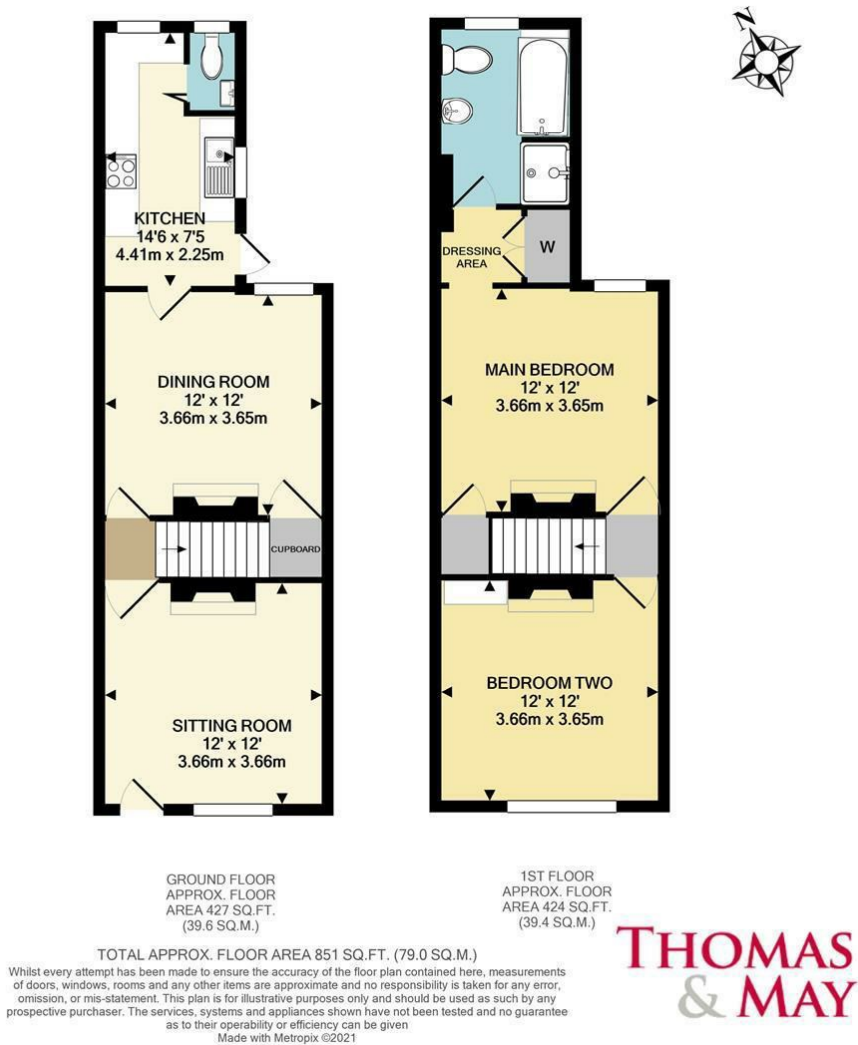 N
KITCHEN
14'6 x 7'5
4.41m x 2.25m
DINING ROOM
12' x 12'
3.66m x 3.65m
CUPBOARD
SITTING ROOM
12' x 12'
3.66m x 3.66m
DRESSING
AREA
W
MAIN BEDROOM
12' x 12'
3.66m x 3.65m
BEDROOM TWO
12' x 12'
3.66m x 3.65m
GROUND FLOOR
APPROX. FLOOR
AREA 427 SQ.FT.
(39.6 SQ.M.)
1ST FLOOR
APPROX. FLOOR
AREA 424 SQ.FT.
(39.4 SQ.M.)
TOTAL APPROX. FLOOR AREA 851 SQ.FT. (79.0 SQ.M.)
Whilst every attempt has been made to ensure the accuracy of the floor plan contained here, measurements
of doors, windows, rooms and any other items are approximate and no responsibility is taken for any error,
omission, or mis-statement. This plan is for illustrative purposes only and should be used as such by any
prospective purchaser. The services, systems and appliances shown have not been tested and no guarantee
as to their operability or efficiency can be given
Made with Metropix ©2021
THOMAS
& MAY